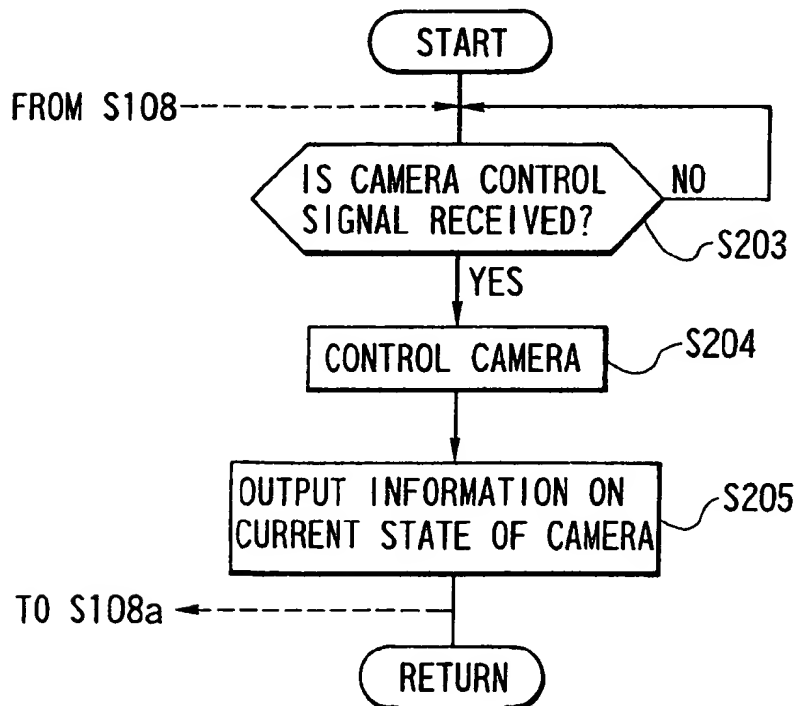 START
FROM S108
IS CAMERA CONTROL
SIGNAL RECEIVED?
NO
S203
YES
CONTROL CAMERA
S204
OUTPUT INFORMATION ON
CURRENT STATE OF CAMERA
S205
TO S108a
RETURN